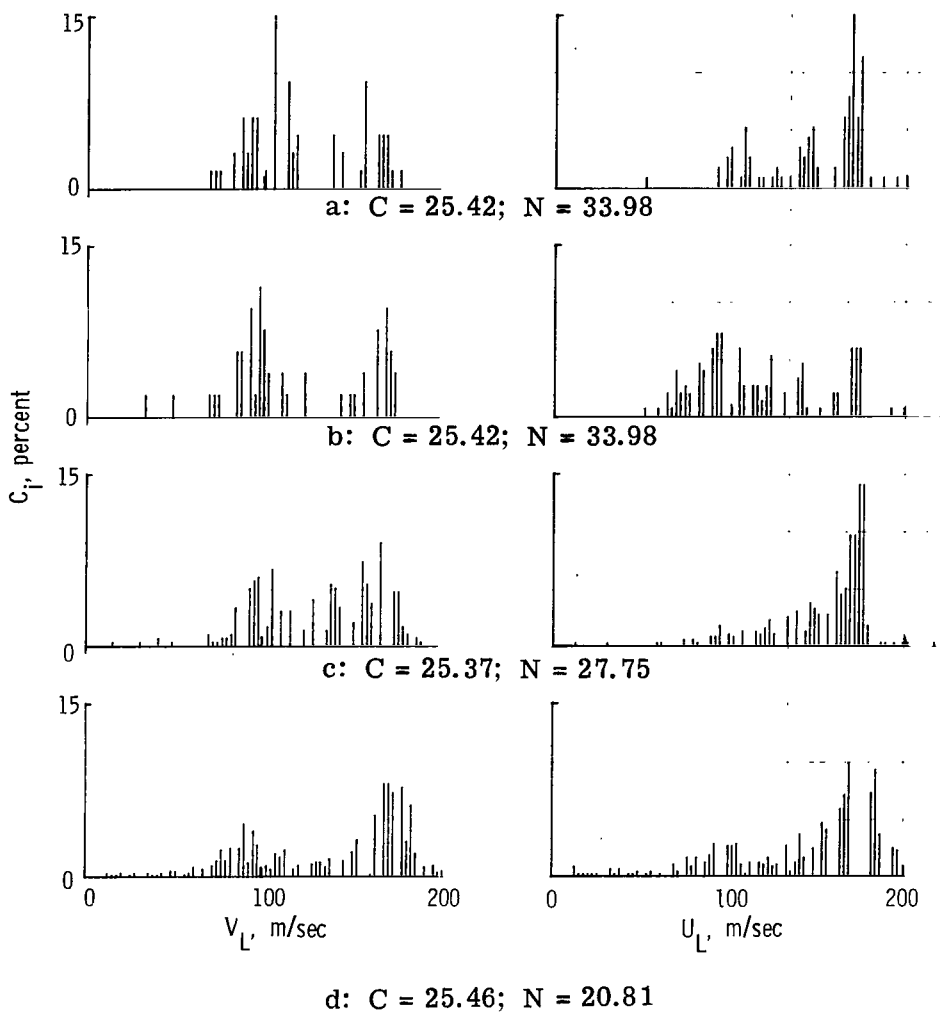 15
0
a: C = 25.42; N = 33.98
15
0
b: C = 25.42; N = 33.98
C_i, percent
15
0
c: C = 25.37; N = 27.75
15
0
0 100 200
V_L, m/sec
0 100 200
U_L, m/sec
d: C = 25.46; N = 20.81